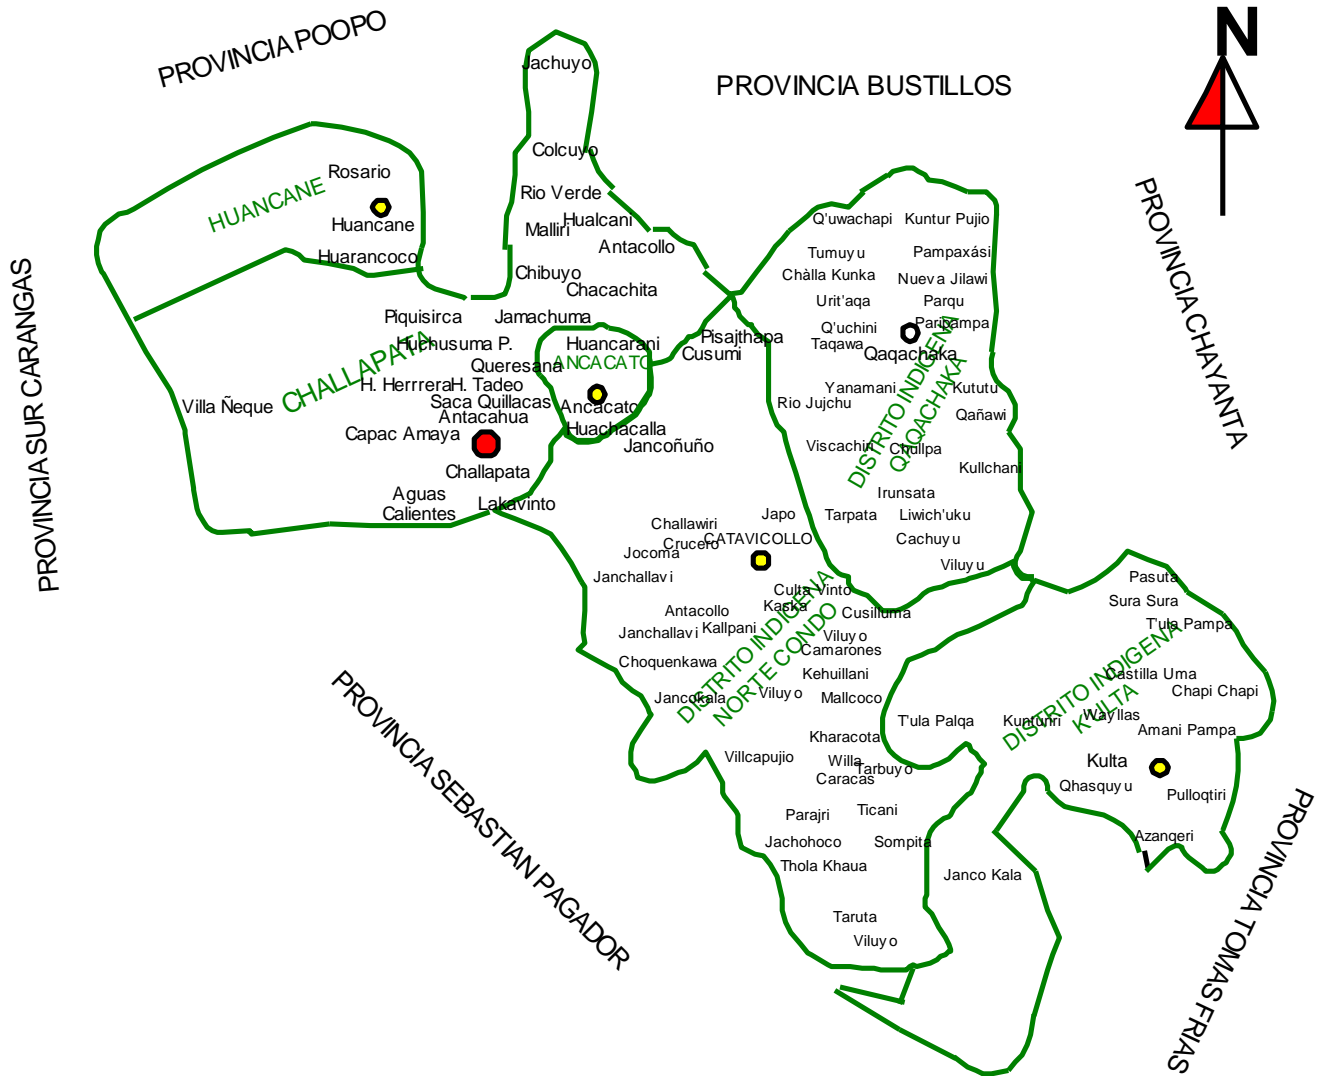 N
PROVINCIA POOPO
PROVINCIA BUSTILLOS
PROVINCIA CHAYANTA
PROVINCIA SUR CARANGAS
PROVINCIA SEBASTIAN PAGADOR
PROVINCIA TOMAS FRIAS
HUANCANE
Rosario
Huancane
Huarancoco
Jachuyo
Colcuyo
Rio Verde
Hualcani
Malliri
Antacollo
Chibuyo
Chacachita
Piquisirca
Jamachuma
CHALLAPATA
Huchusuma P.
Queresana
H. Herrrera
H. Tadeo
Saca Quillacas
Antacahua
Villa Ñeque
Capac Amaya
Challapata
Aguas
Calientes
Lakavinto
Huancarani
ANCACATO
Ancacato
Huachacalla
Jancoñuño
Pisajthapa
Cusumi
Q'uwachapi
Kuntur Pujio
Tumuyu
Pampaxási
Chàlla Kunka
Nueva Jilawi
Urit'aqa
Parqu
Q'uchini
Paripampa
Taqawa
Qaqachaka
DISTRITO INDIGENA
QAQACHAKA
Yanamani
Kututu
Rio Jujchu
Qañawi
Viscachiri
Chullpa
Kullchani
Irunsata
Tarpata
Liwich'uku
Cachuyu
Viluyu
Japo
Challawiri
Crucero
CATAVICOLLO
Jocoma
Janchallavi
Culta Vinto
Kaska
Cusilluma
Antacollo
Kallpani
Janchallavi
Viluyo
Camarones
Choquenkawa
Kehuillani
DISTRITO INDIGENA
NORTE CONDO
Jancokala
Viluyo
Mallcoco
Kharacota
Villcapujio
Willa
Caracas
Tarbuyo
Parajri
Ticani
Jachohoco
Sompita
Thola Khaua
Taruta
Viluyo
Pasuta
Sura Sura
T'ula Pampa
Castilla Uma
Chapi Chapi
DISTRITO INDIGENA
KULTA
T'ula Palqa
Kunturiri
Wayllas
Amani Pampa
Kulta
Qhasquyu
Pulloqtiri
Azanqeri
Janco Kala